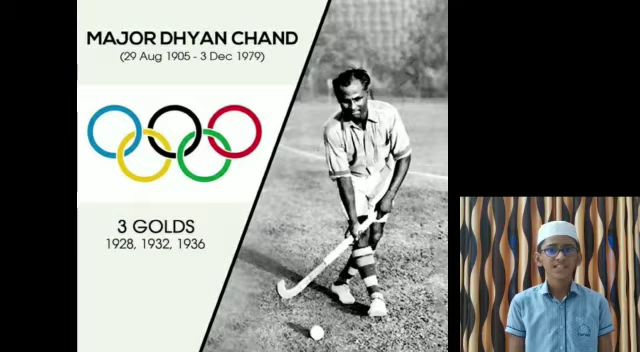 MAJOR DHYAN CHAND
(29 Aug 1905 - 3 Dec 1979)
3 GOLDS
1928, 1932, 1936